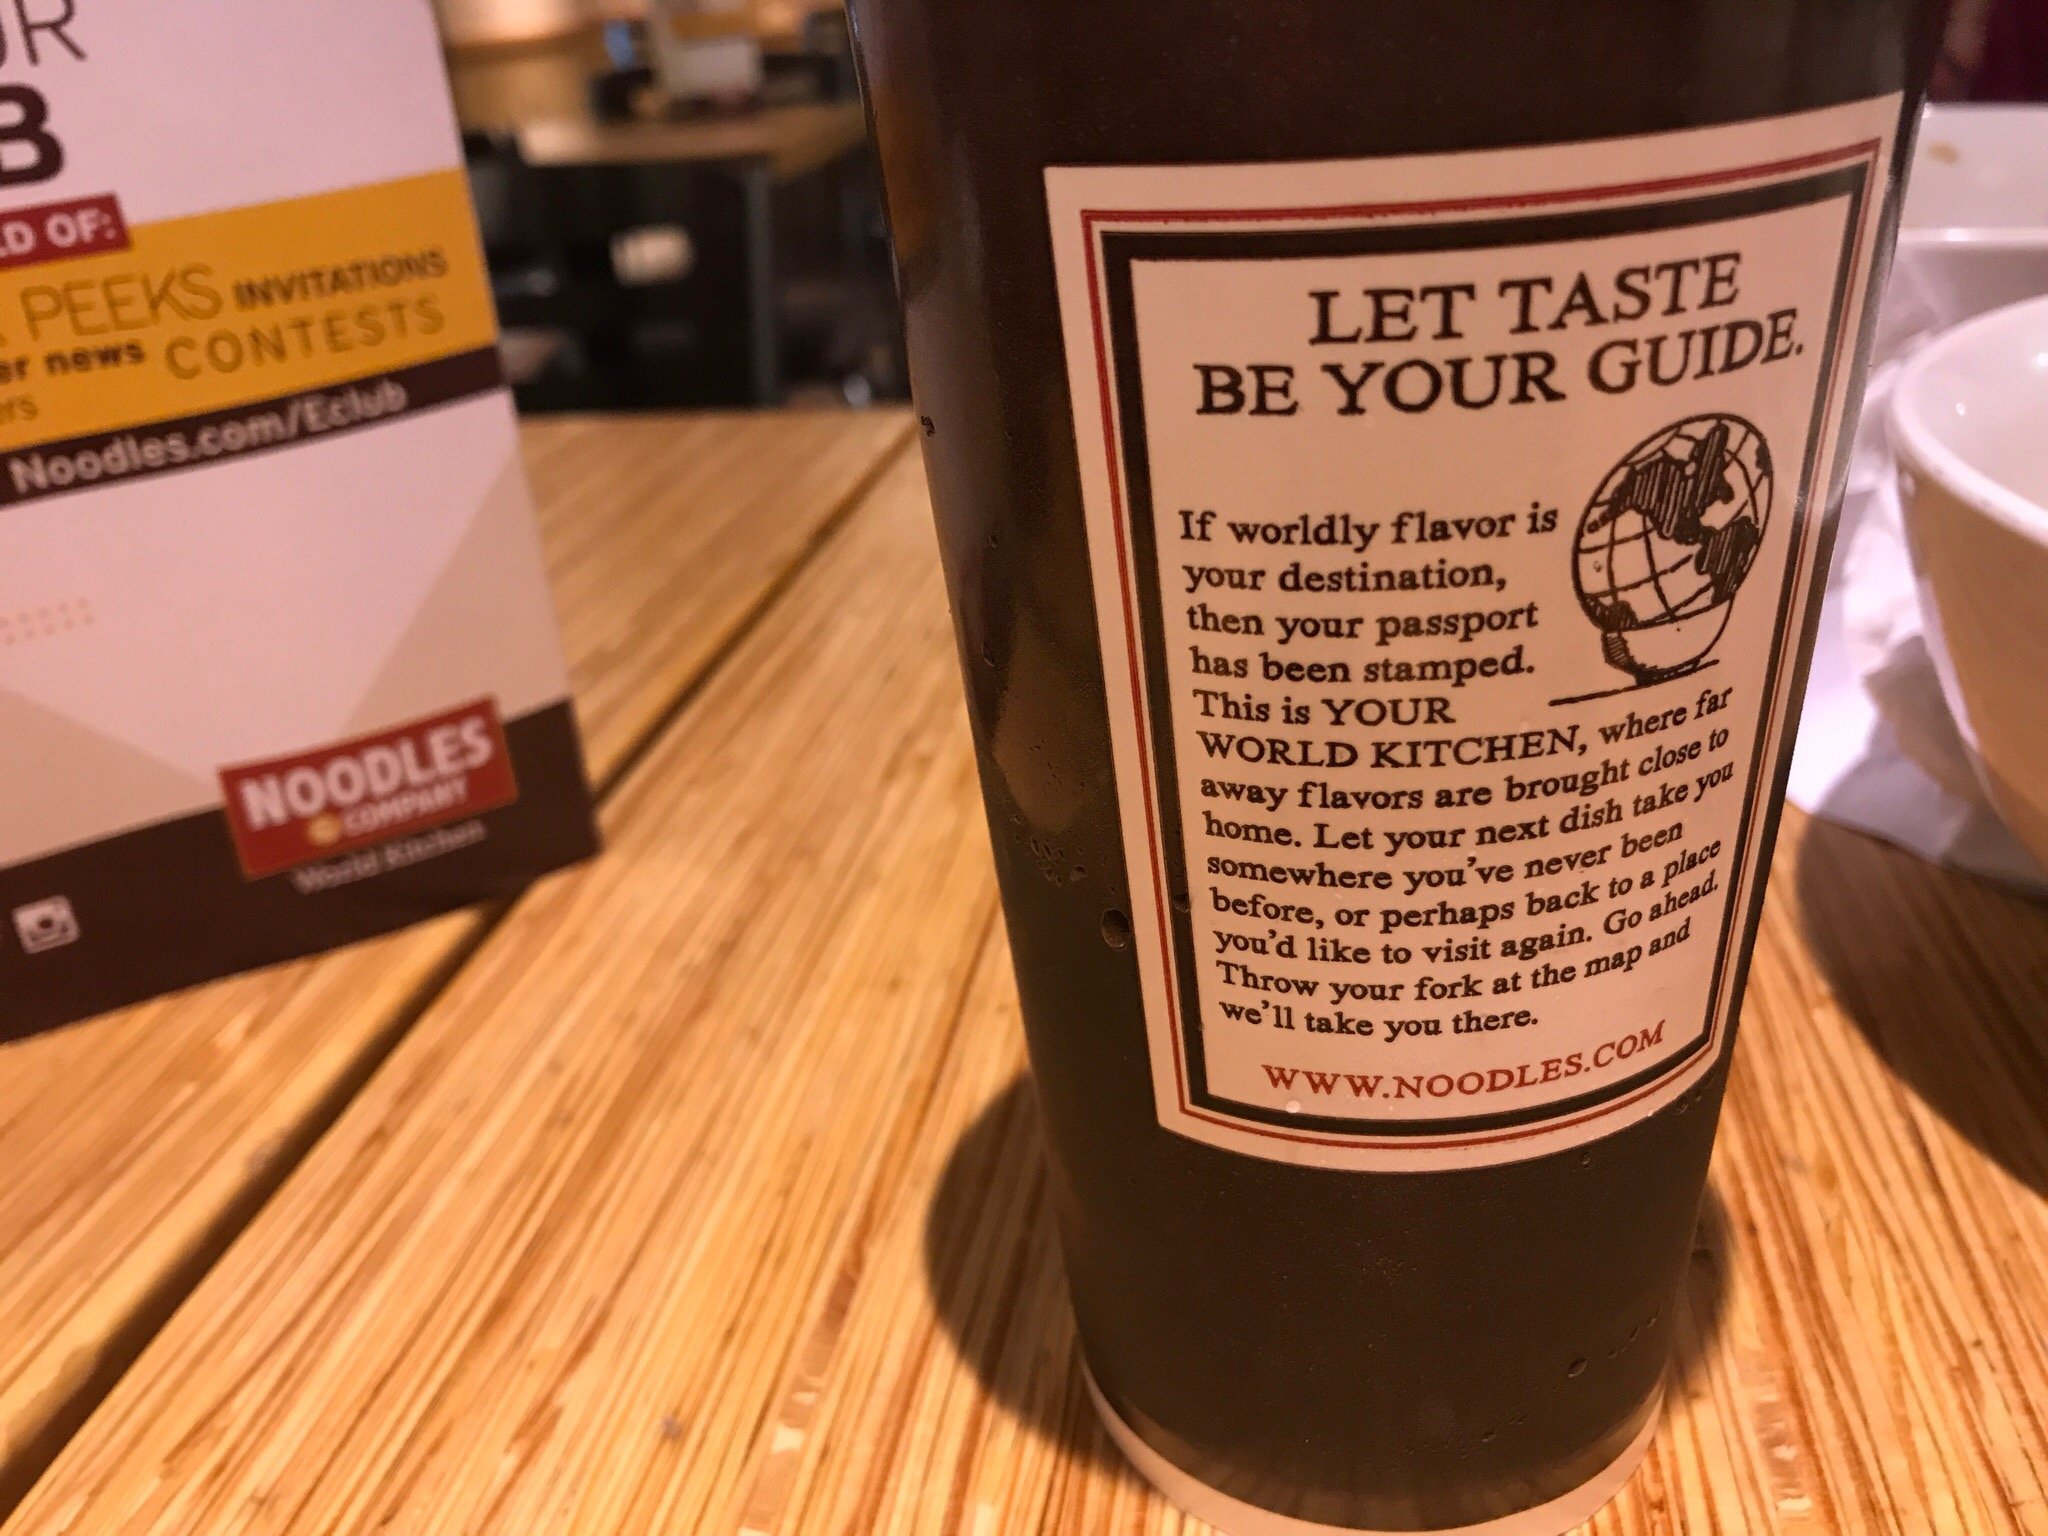 B
OF:
PEEKS INVITATIONS
news CONTESTS
Noodles.com/Eclub
NOODLES
& COMPANY
World Kitchen
LET TASTE
BE YOUR GUIDE.
If worldly flavor is
your destination,
then your passport
has been stamped.
This is YOUR
WORLD KITCHEN, where far
away flavors are brought close to
home. Let your next dish take you
somewhere you've never been
before, or perhaps back to a place
you'd like to visit again. Go ahead.
Throw your fork at the map and
we'll take you there.
WWW.NOODLES.COM